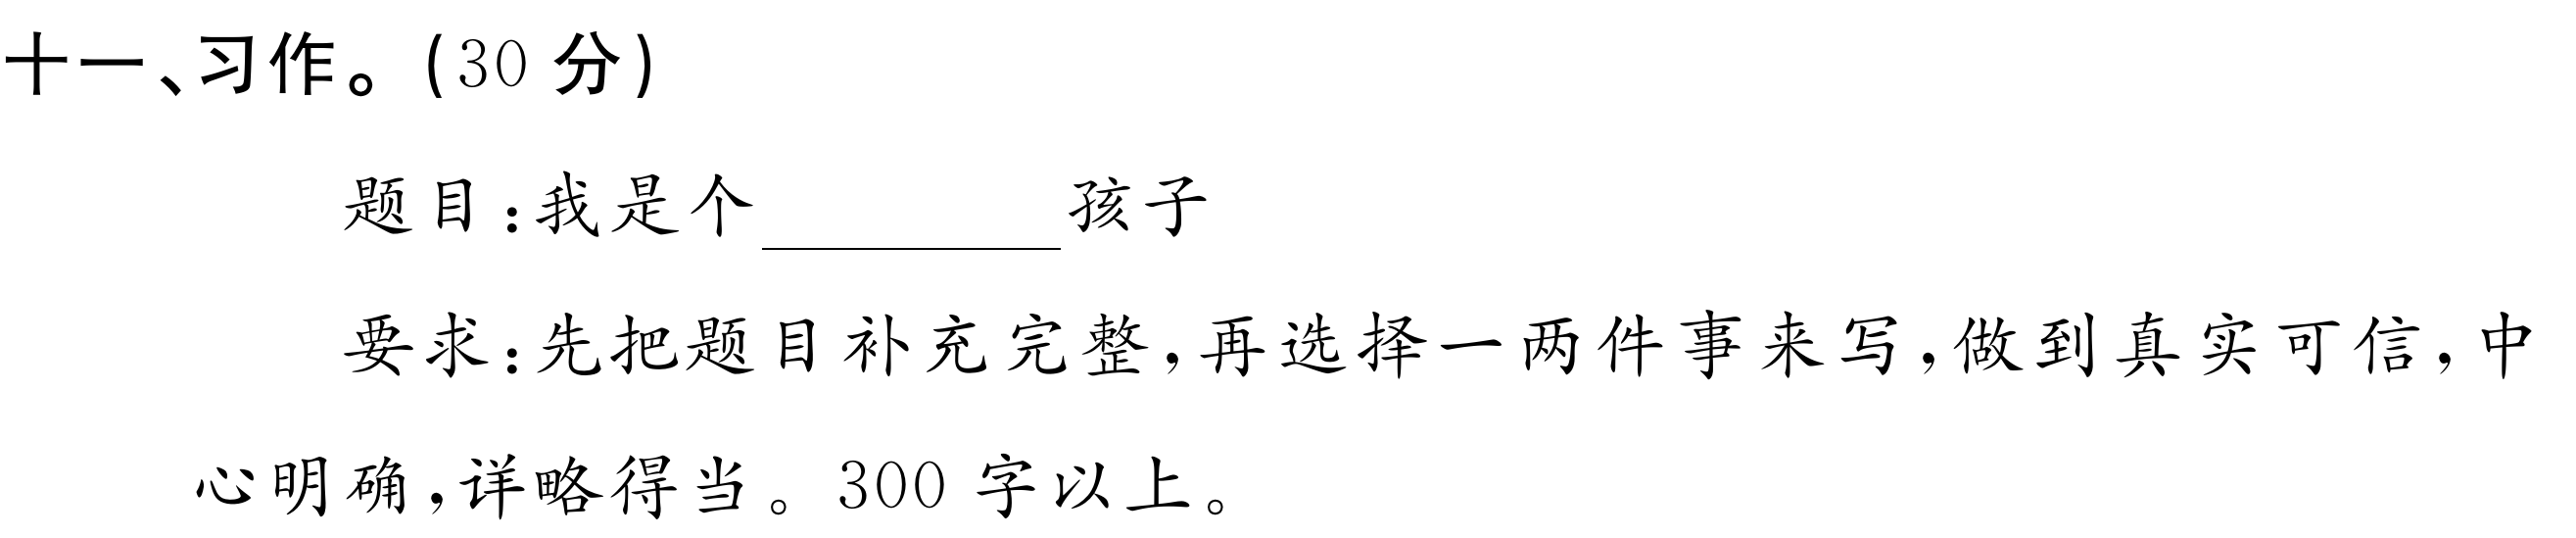 十一、习作。(30 分)
题目:我是个________孩子
要求:先把题目补充完整,再选择一两件事来写,做到真实可信,中
心明确,详略得当。300 字以上。